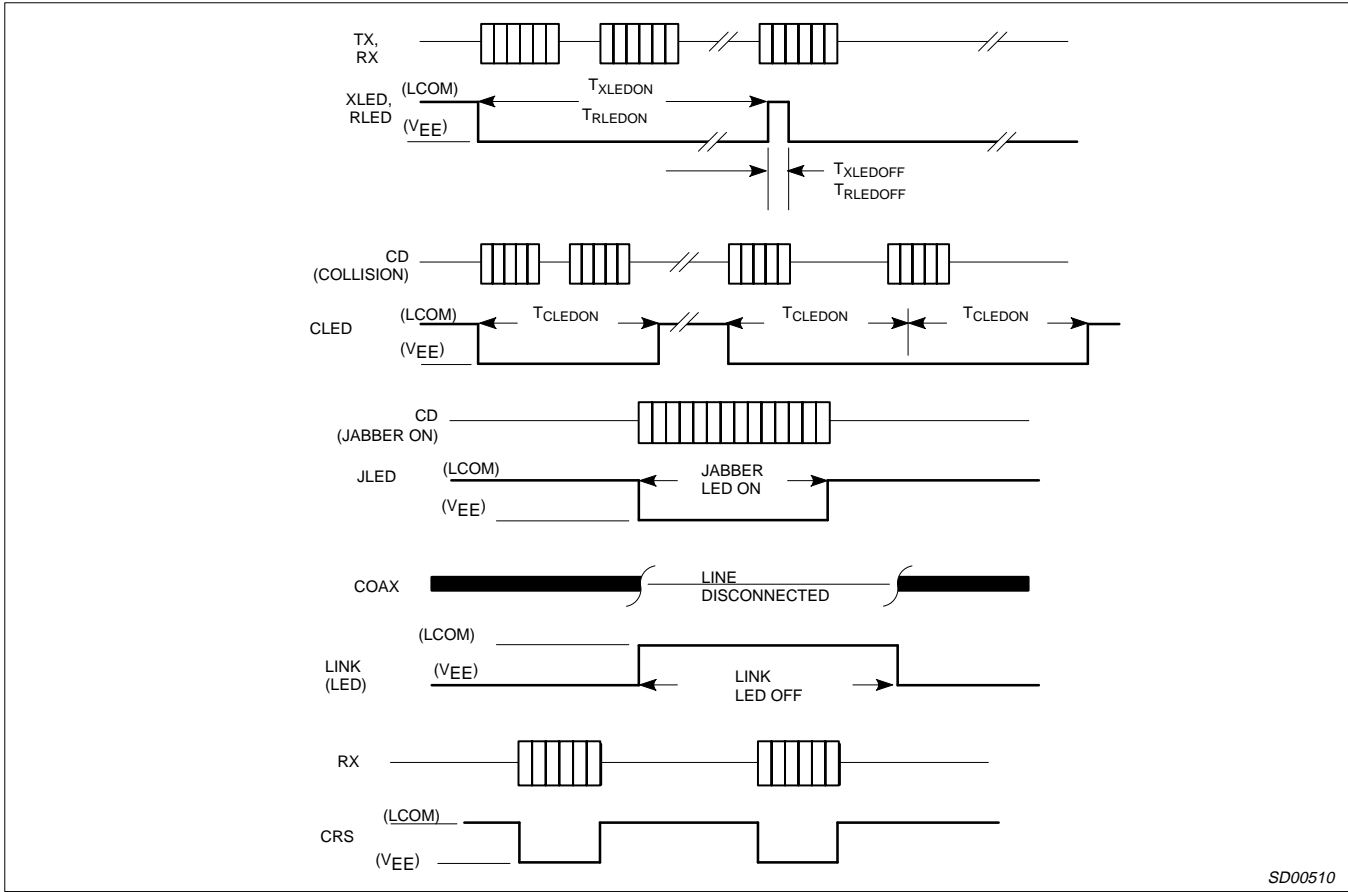 TX,
RX
XLED,
RLED
(LCOM)
(VEE)
TXLEDON
TRLEDON
TXLEDOFF
TRLEDOFF
CD
(COLLISION)
CLED
(LCOM)
(VEE)
TCLEDON
TCLEDON
TCLEDON
CD
(JABBER ON)
JLED
(LCOM)
(VEE)
JABBER
LED ON
COAX
LINE
DISCONNECTED
LINK
(LED)
(LCOM)
(VEE)
LINK
LED OFF
RX
CRS
(LCOM)
(VEE)
SD00510